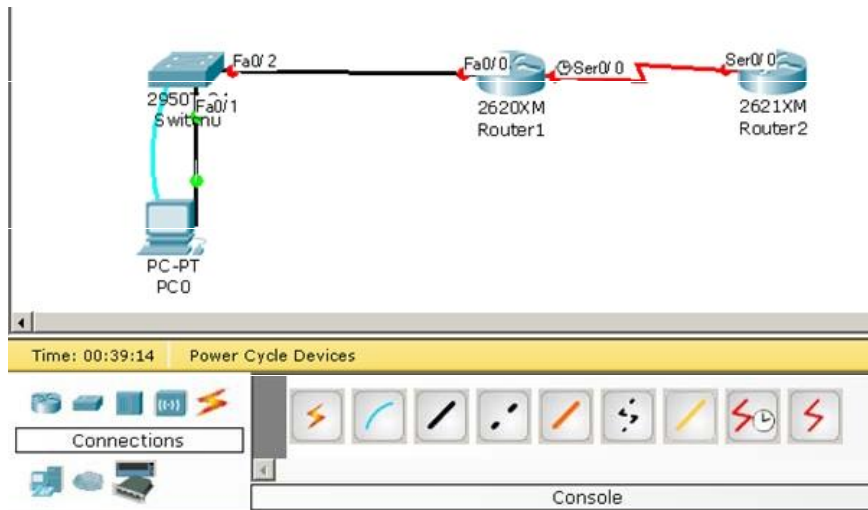 Fa0/2
Fa0/0
Ser0/0
Ser0/0
Fa0/1
2620XM
Router1
2621XM
Router2
PC-PT
PC0
Time: 00:39:14 Power Cycle Devices
Connections
Console